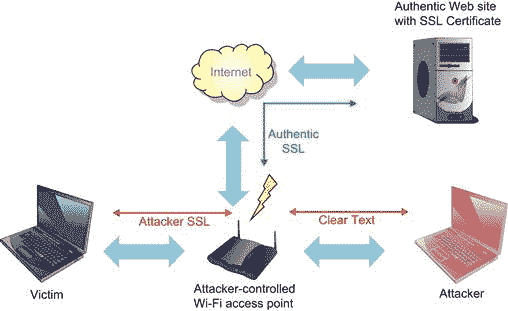 Authentic Web site
with SSL Certificate
Internet
Authentic
SSL
Attacker SSL
Clear Text
Victim
Attacker-controlled
Wi-Fi access point
Attacker